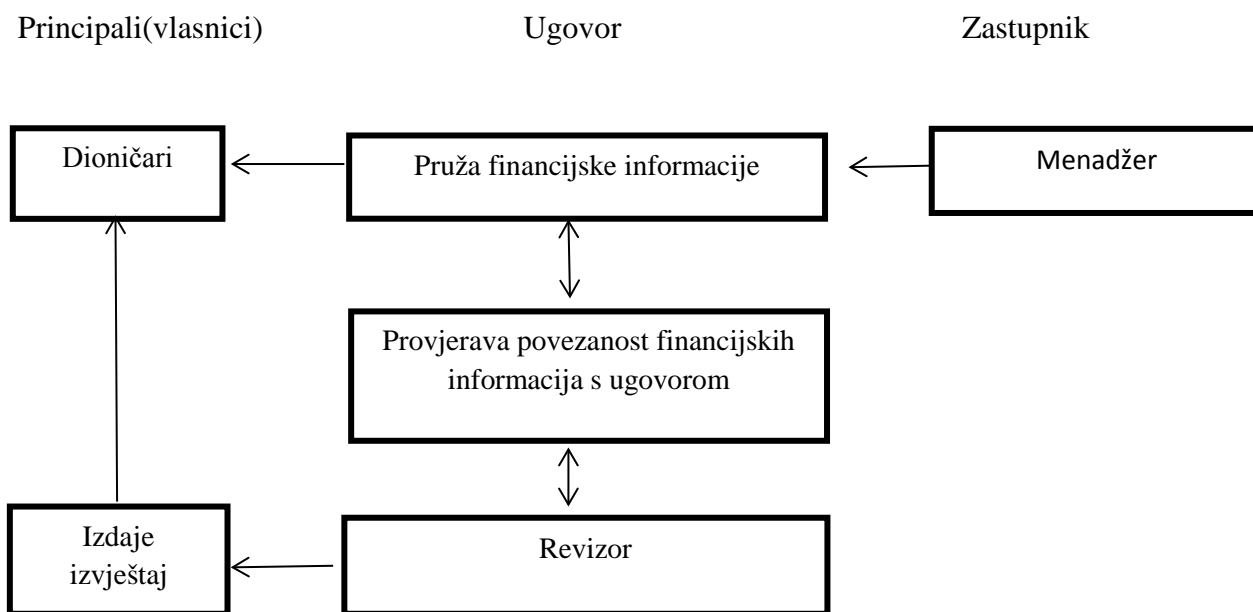 Principali(vlasnici)
Ugovor
Zastupnik
Dioničari
Pruža financijske informacije
Menadžer
Provjerava povezanost financijskih
informacija s ugovorom
Izdaje
izvještaj
Revizor